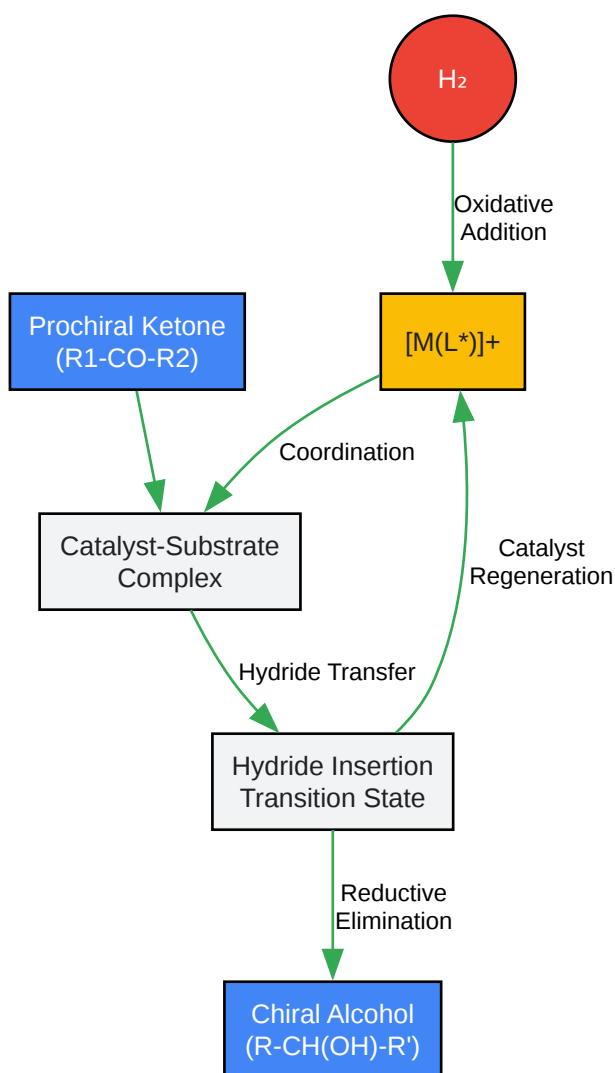 H₂
Oxidative
Addition
Prochiral Ketone
(R1-CO-R2)
[M(L*)]+
Coordination
Catalyst-Substrate
Complex
Catalyst
Regeneration
Hydride Transfer
Hydride Insertion
Transition State
Reductive
Elimination
Chiral Alcohol
(R-CH(OH)-R')